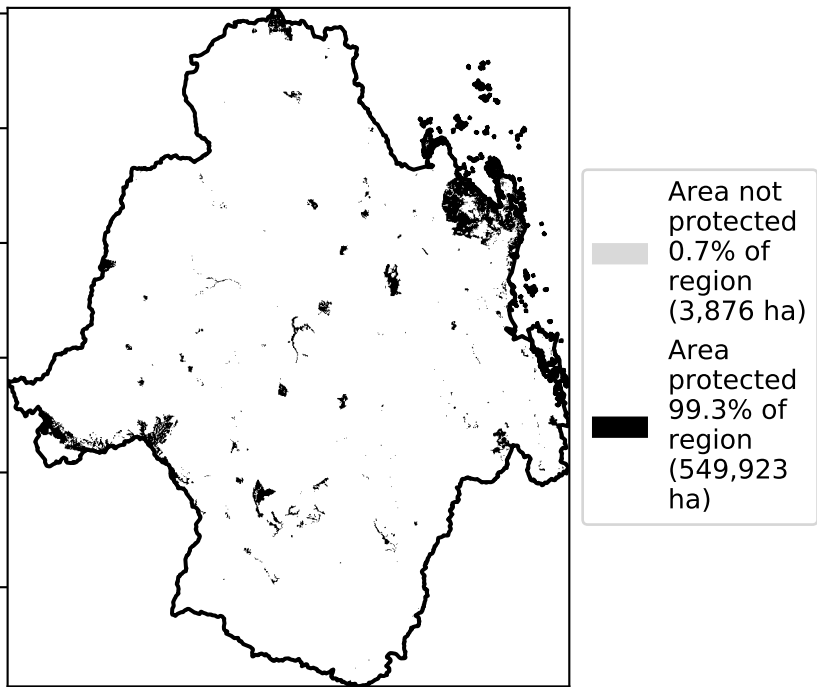 Area not
protected
0.7% of
region
(3,876 ha)
Area
protected
99.3% of
region
(549,923
ha)